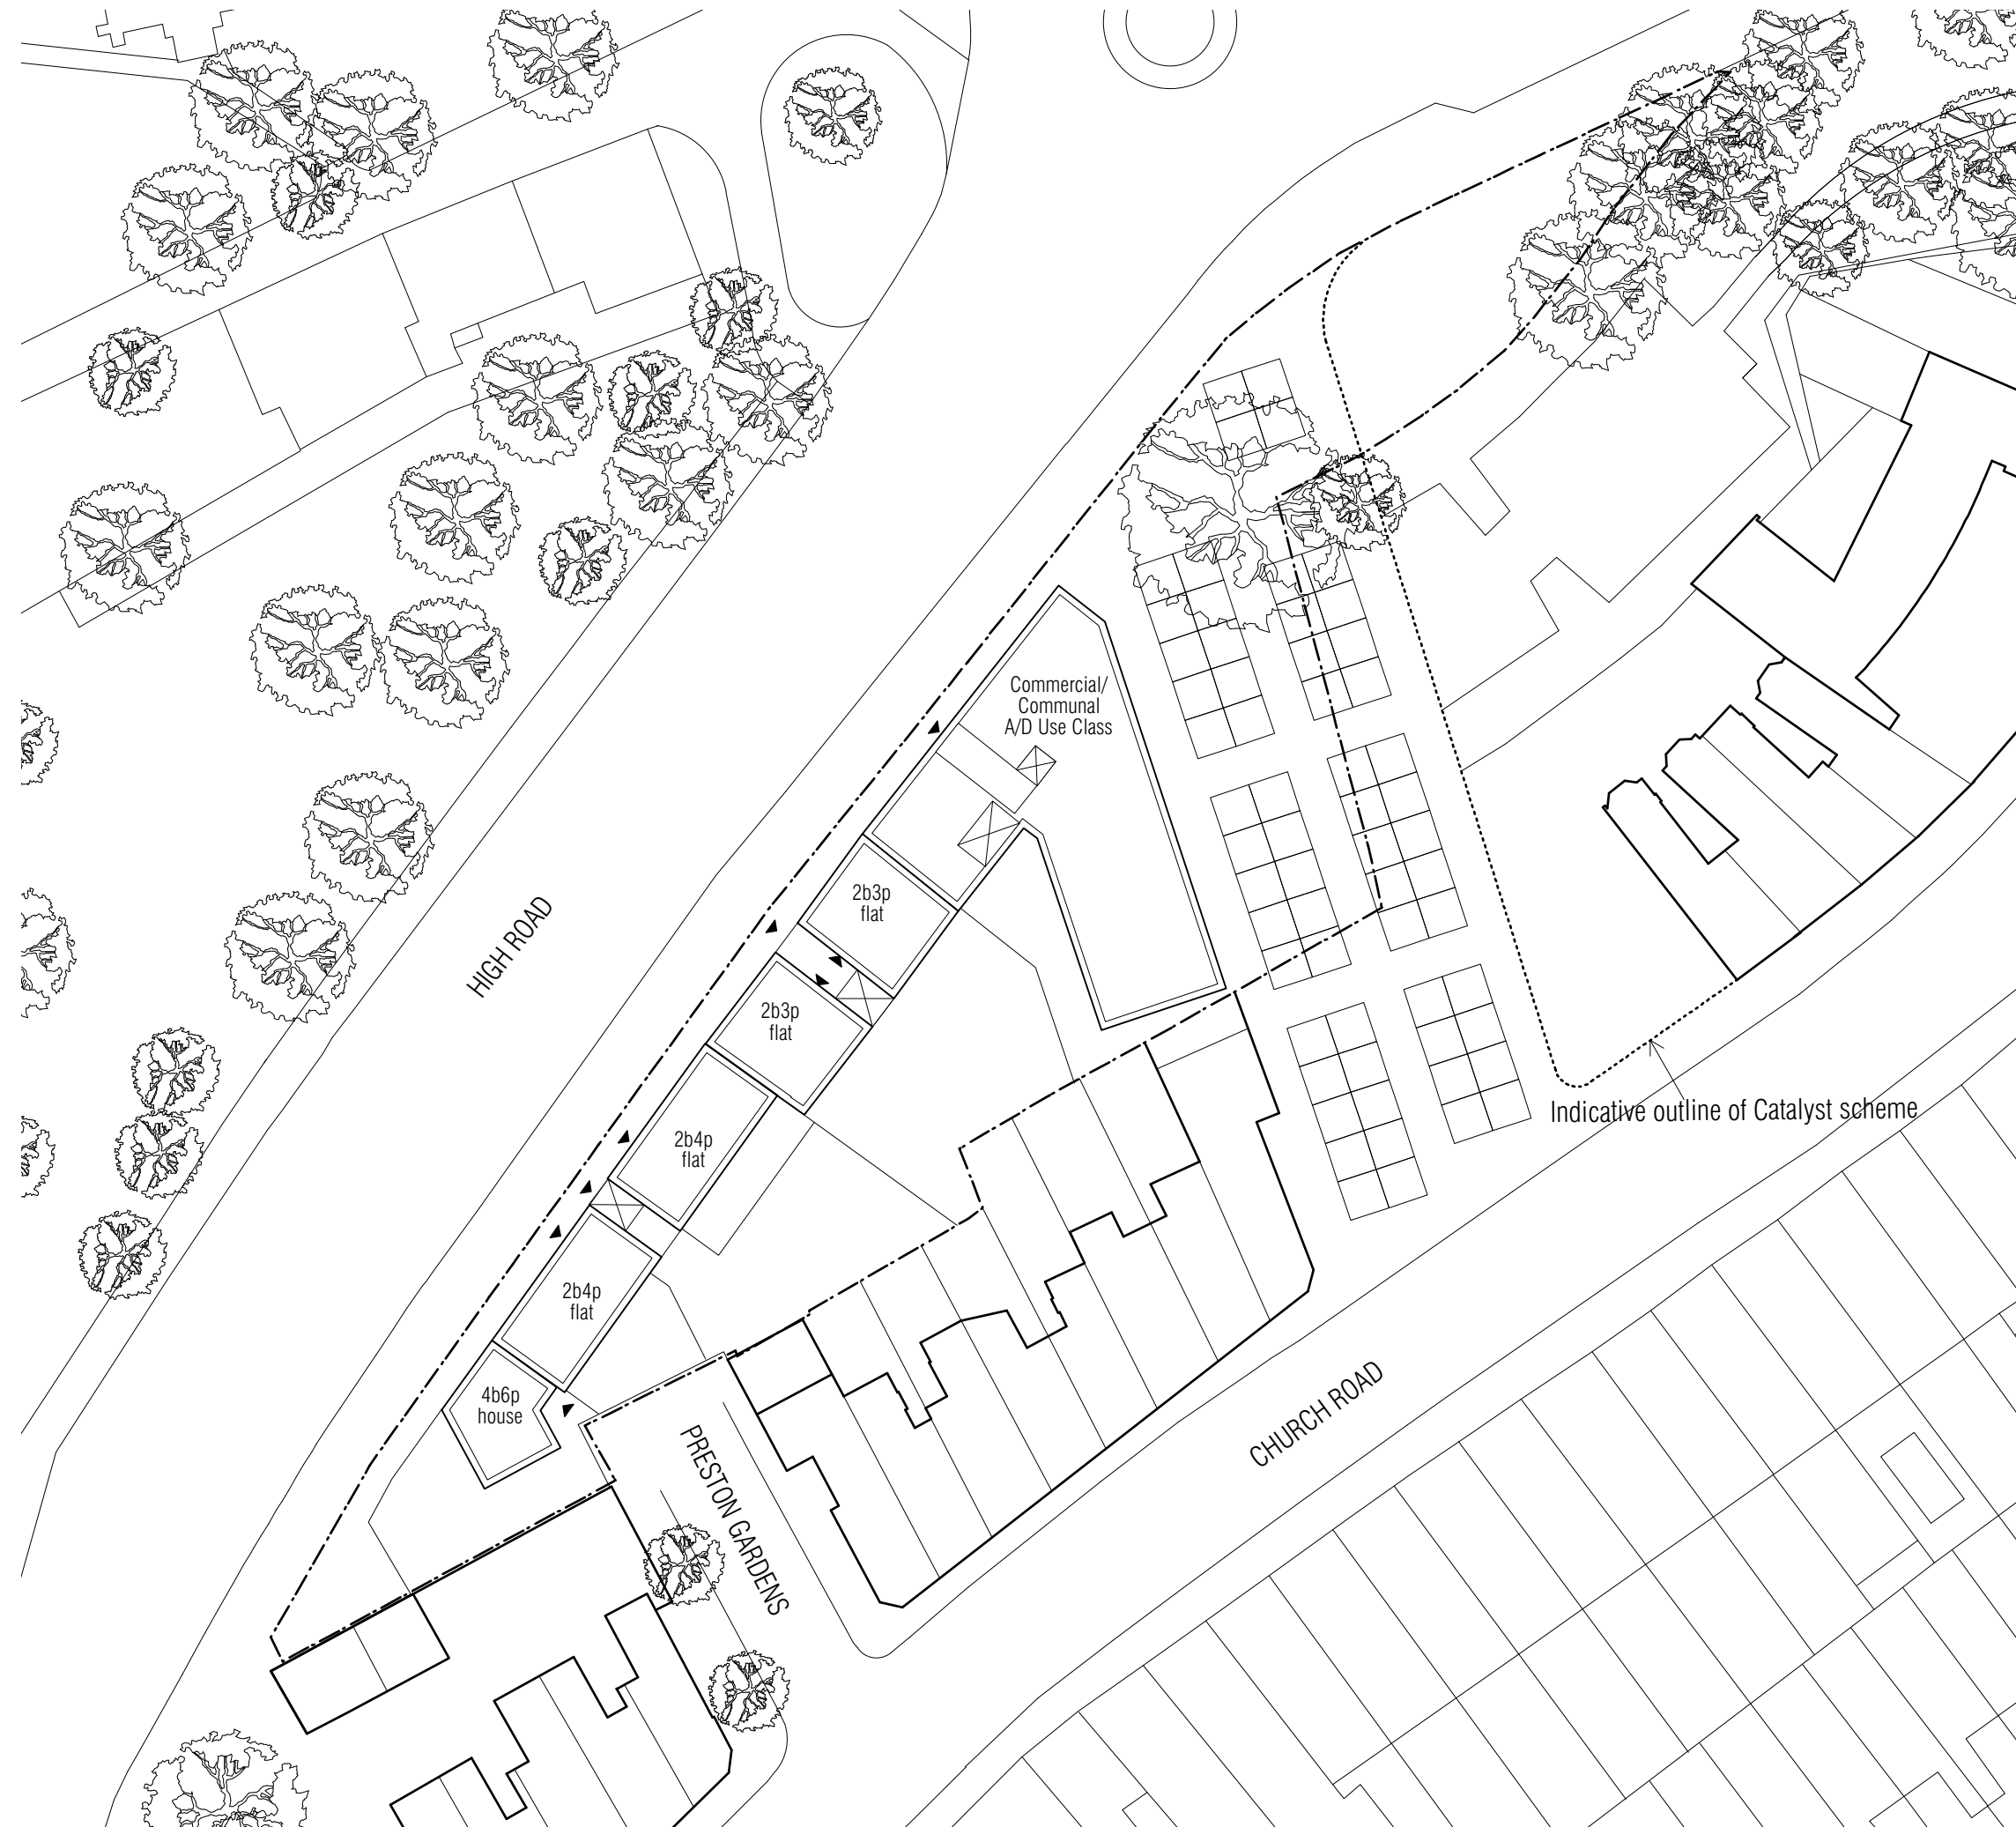 Commercial/
Communal
A/D Use Class
2b3p
flat
HIGH ROAD
2b3p
flat
Indicative outline of Catalyst scheme
2b4p
flat
2b4p
flat
4b6p
house
CHURCH ROAD
PRESTON GARDENS